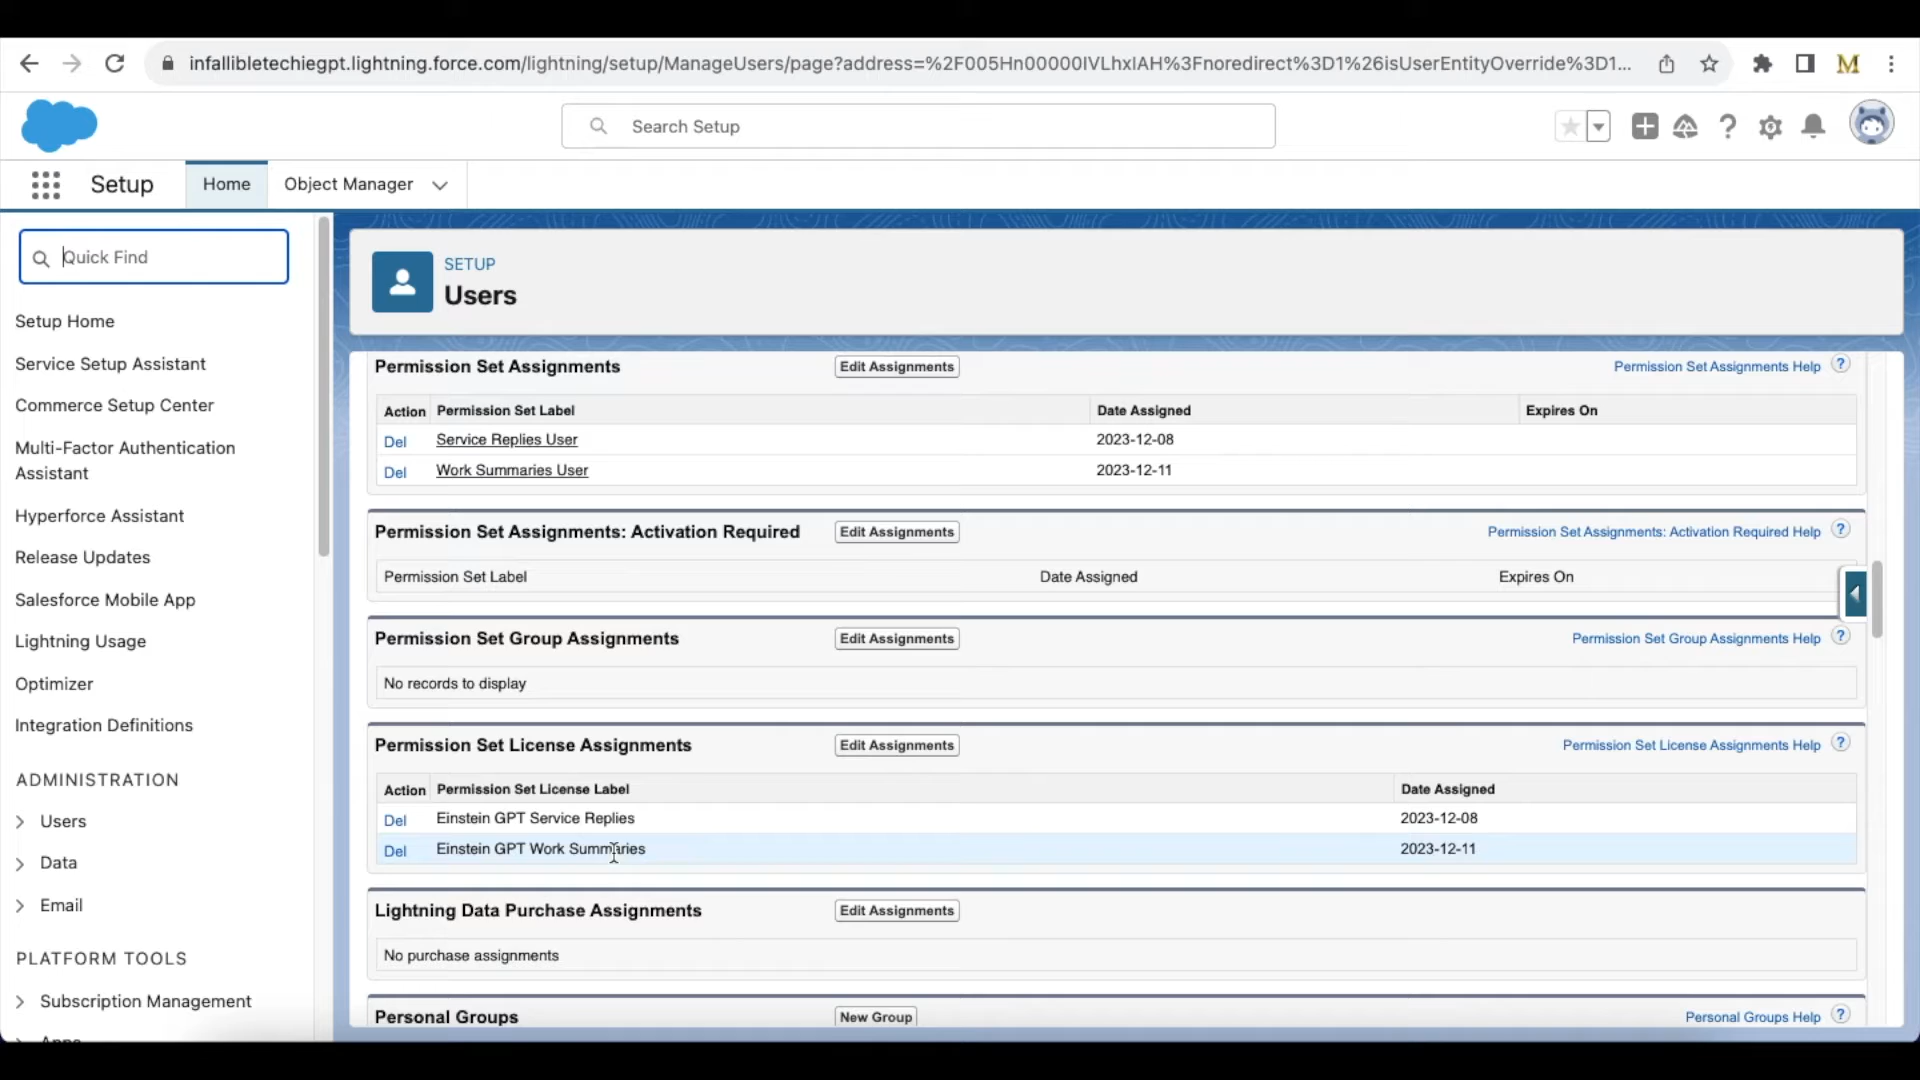 infallibletechiegpt.lightning.force.com/lightning/setup/ManageUsers/page?address=%2F005Hn00000IVLhxIAH%3Fnoredirect%3D1%26isUserEntityOverride%3D1...
M
Search Setup
Setup
Home
Object Manager
Quick Find
Setup Home
Service Setup Assistant
Commerce Setup Center
Multi-Factor Authentication
Assistant
Hyperforce Assistant
Release Updates
Salesforce Mobile App
Lightning Usage
Optimizer
Integration Definitions
ADMINISTRATION
Users
Data
Email
PLATFORM TOOLS
Subscription Management
Apps
SETUP
Users
Permission Set Assignments Edit Assignments Permission Set Assignments Help ?
Action Permission Set Label Date Assigned Expires On
Del Service Replies User 2023-12-08
Del Work Summaries User 2023-12-11
Permission Set Assignments: Activation Required Edit Assignments Permission Set Assignments: Activation Required Help ?
Permission Set Label Date Assigned Expires On
Permission Set Group Assignments Edit Assignments Permission Set Group Assignments Help ?
No records to display
Permission Set License Assignments Edit Assignments Permission Set License Assignments Help ?
Action Permission Set License Label Date Assigned
Del Einstein GPT Service Replies 2023-12-08
Del Einstein GPT Work Summaries 2023-12-11
Lightning Data Purchase Assignments Edit Assignments
No purchase assignments
Personal Groups New Group Personal Groups Help ?